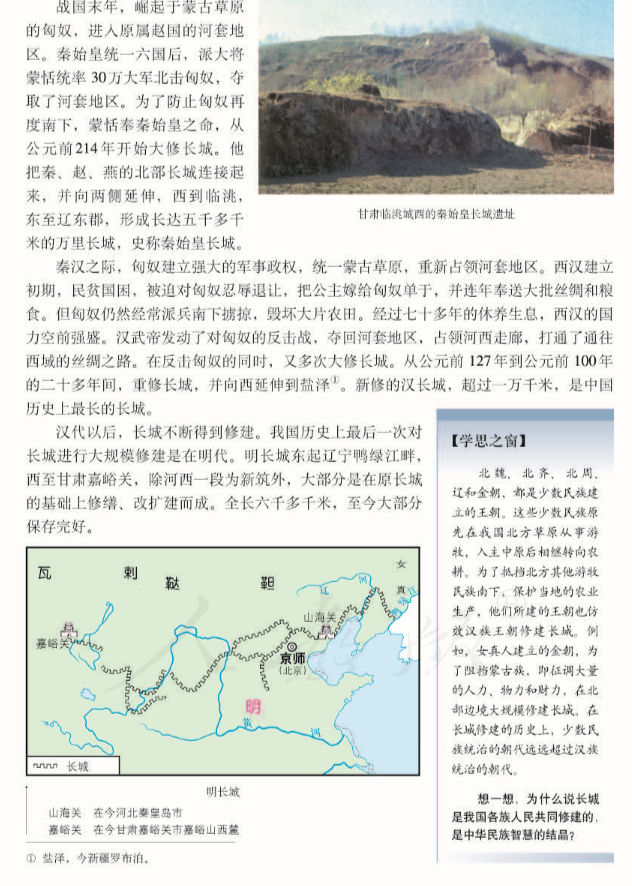 战国末年，崛起于蒙古草原
的匈奴，进入原属赵国的河套地
区。秦始皇统一六国后，派大将
蒙恬统率 30万大军北击匈奴，夺
取了河套地区。为了防止匈奴再
度南下，蒙恬奉秦始皇之命，从
公元前214年开始大修长城。他
把秦、赵、燕的北部长城连接起
来，并向两侧延伸，西到临洮，
东至辽东郡，形成长达五千多千
米的万里长城，史称秦始皇长城。
甘肃临洮城西的秦始皇长城遗址
秦汉之际，匈奴建立强大的军事政权，统一蒙古草原，重新占领河套地区。西汉建立
初期，民贫国困，被迫对匈奴忍辱退让，把公主嫁给匈奴单于，并连年奉送大批丝绸和粮
食。但匈奴仍然经常派兵南下掳掠，毁坏大片农田。经过七十多年的休养生息，西汉的国
力空前强盛。汉武帝发动了对匈奴的反击战，夺回河套地区，占领河西走廊，打通了通往
西域的丝绸之路。在反击匈奴的同时，又多次大修长城。从公元前 127年到公元前 100年
的二十多年间，重修长城，并向西延伸到盐泽①。新修的汉长城，超过一万千米，是中国
历史上最长的长城。
汉代以后，长城不断得到修建。我国历史上最后一次对
长城进行大规模修建是在明代。明长城东起辽宁鸭绿江畔，
西至甘肃嘉峪关，除河西一段为新筑外，大部分是在原长城
的基础上修缮、改扩建而成。全长六千多千米，至今大部分
保存完好。
瓦剌
鞑靼
女真
辽河
鸭绿江
山海关
嘉峪关
京师
(北京)
明
黄河
长城
明长城
山海关 在今河北秦皇岛市
嘉峪关 在今甘肃嘉峪关市嘉峪山西麓
① 盐泽，今新疆罗布泊。
【学思之窗】
北魏、北齐、北周、
辽和金朝，都是少数民族建
立的王朝。这些少数民族原
先在我国北方草原从事游
牧，入主中原后相继转向农
耕。为了抵挡北方其他游牧
民族南下，保护当地的农业
生产，他们所建的王朝也仿
效汉族王朝修建长城。例
如，女真人建立的金朝，为
了阻挡蒙古族，即征调大量
的人力、物力和财力，在北
部边境大规模修建长城。在
长城修建的历史上，少数民
族统治的朝代远远超过汉族
统治的朝代。
想一想，为什么说长城
是我国各族人民共同修建的，
是中华民族智慧的结晶？